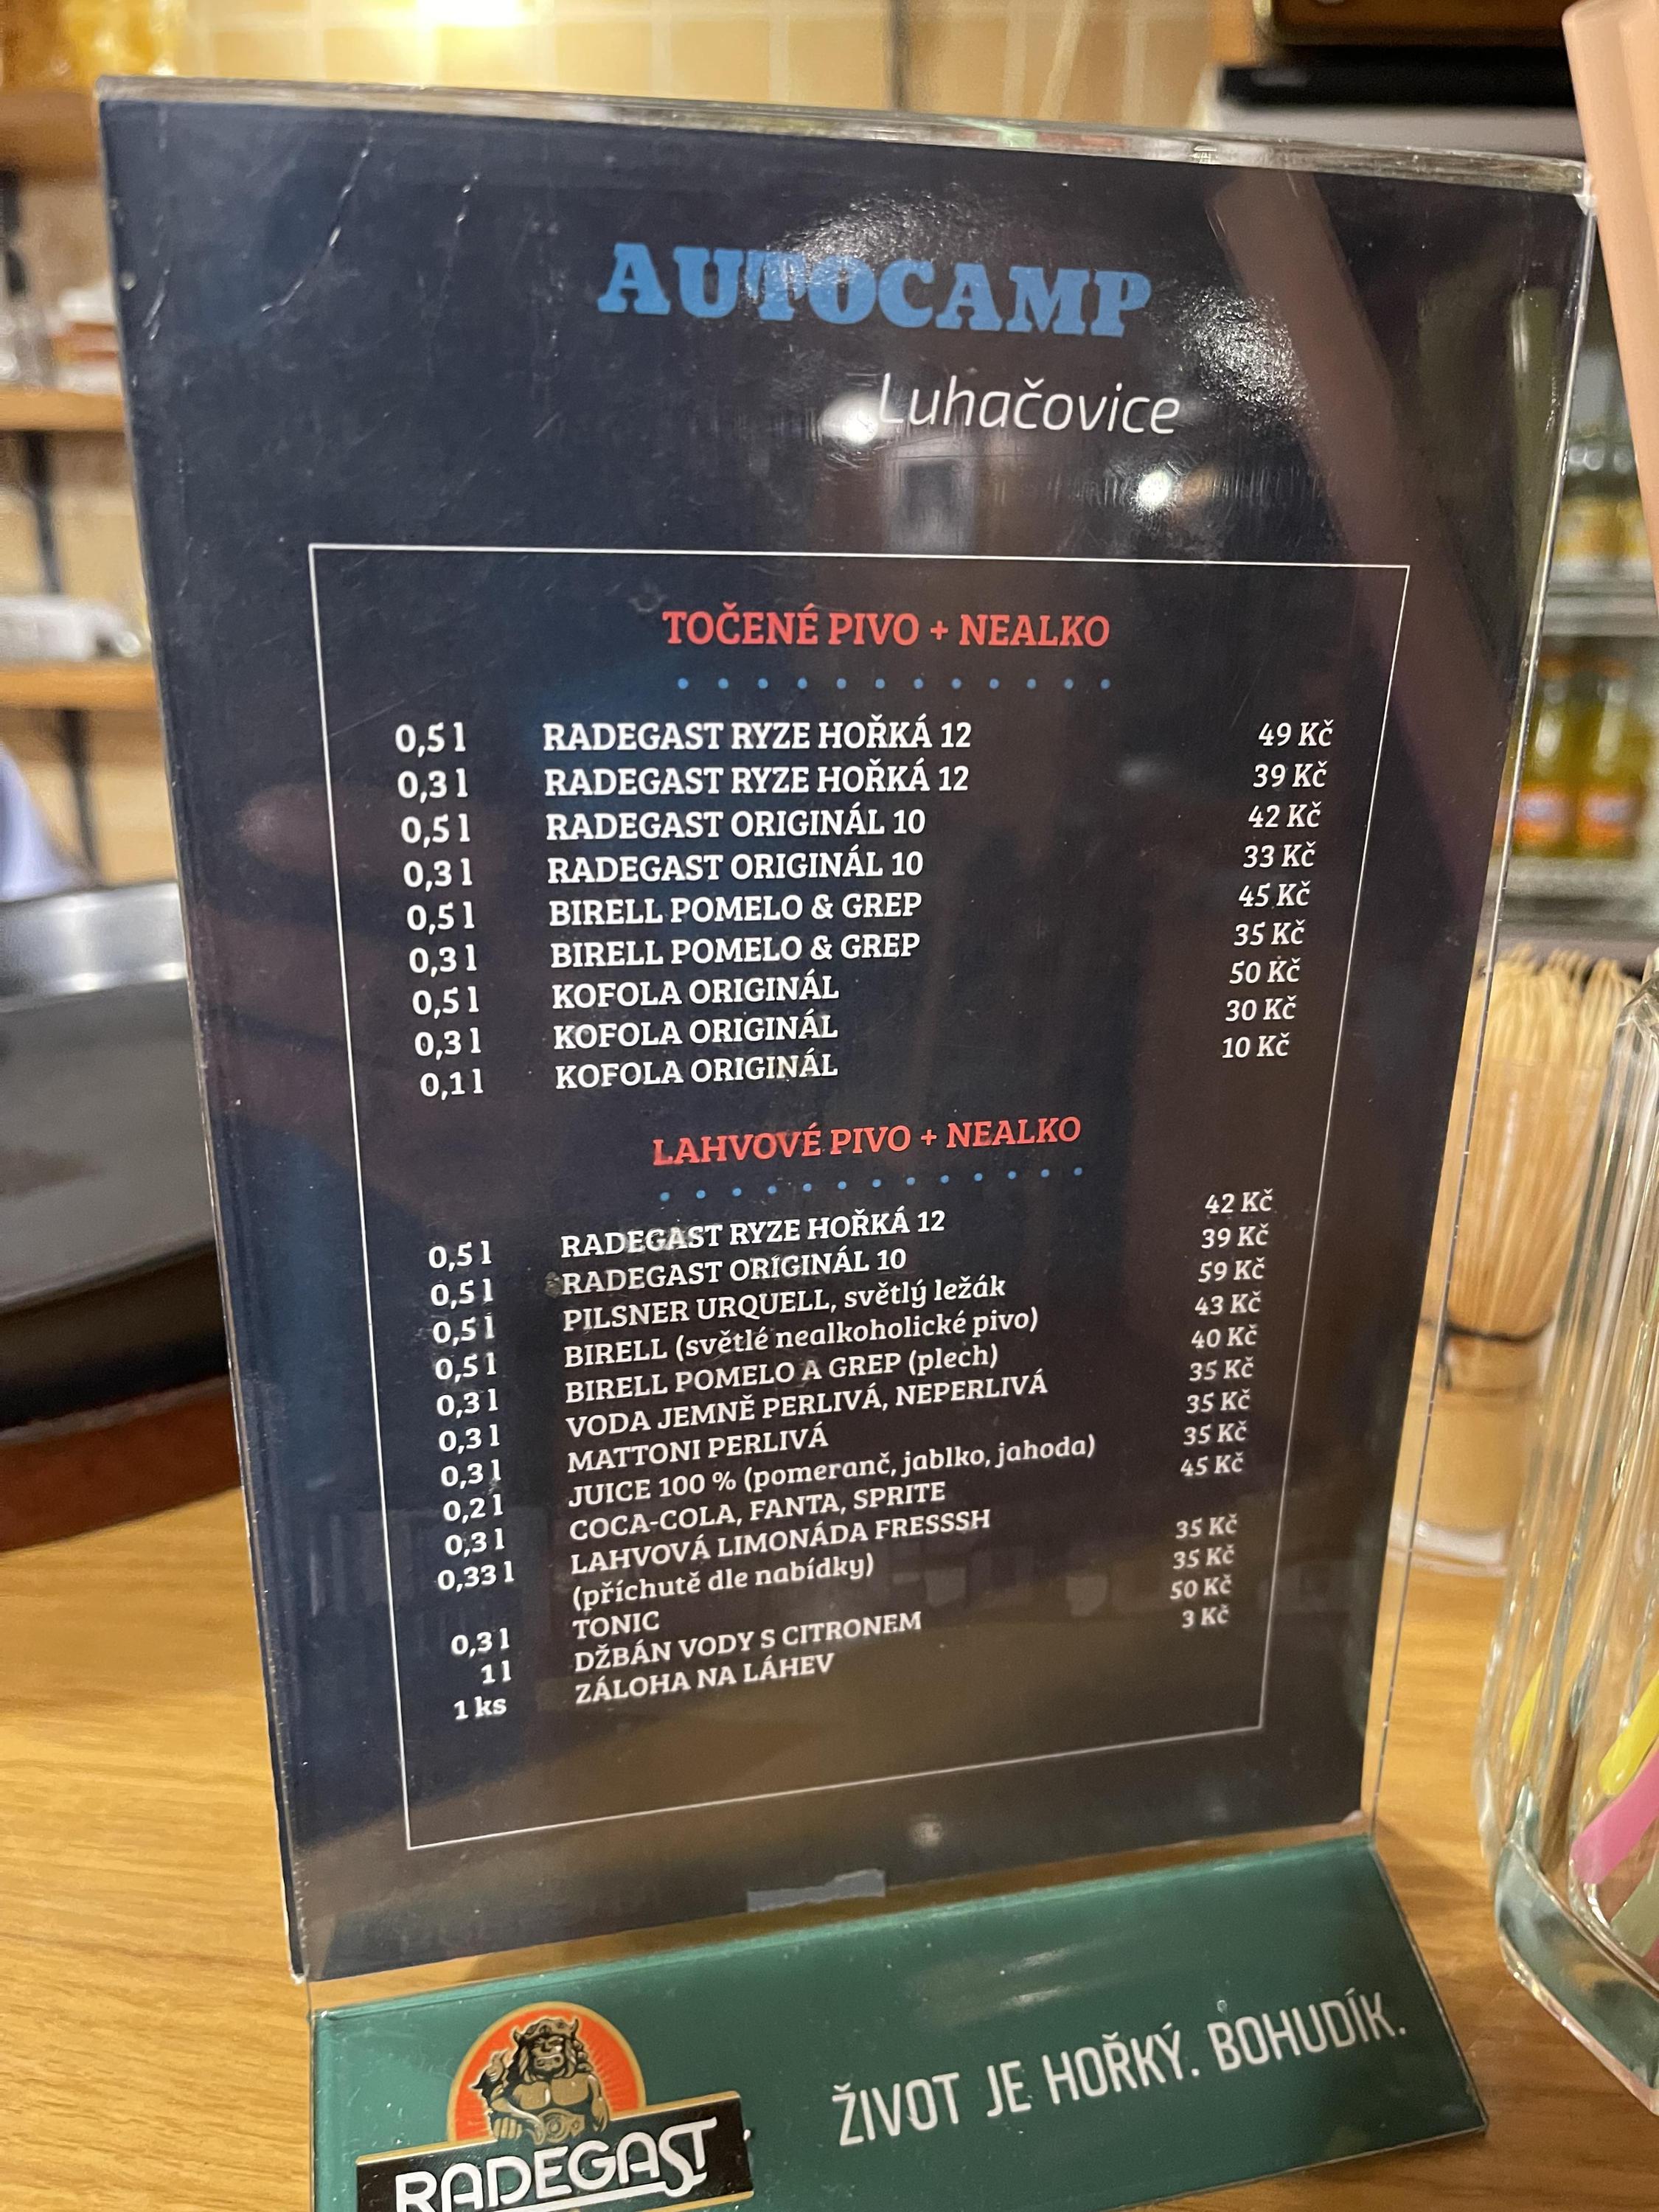 AUTOCAMP
Luhačovice
TOČENÉ PIVO + NEALKO
0,5 l RADEGAST RYZE HOŘKÁ 12 49 Kč
0,3 l RADEGAST RYZE HOŘKÁ 12 39 Kč
0,5 l RADEGAST ORIGINÁL 10 42 Kč
0,3 l RADEGAST ORIGINÁL 10 33 Kč
0,5 l BIRELL POMELO & GREP 45 Kč
0,3 l BIRELL POMELO & GREP 35 Kč
0,5 l KOFOLA ORIGINÁL 50 Kč
0,3 l KOFOLA ORIGINÁL 30 Kč
0,1 l KOFOLA ORIGINÁL 10 Kč
LAHVOVÉ PIVO + NEALKO
0,5 l RADEGAST RYZE HOŘKÁ 12 42 Kč
0,5 l RADEGAST ORIGINÁL 10 39 Kč
0,5 l PILSNER URQUELL, světlý ležák 59 Kč
0,5 l BIRELL (světlé nealkoholické pivo) 43 Kč
0,3 l BIRELL POMELO A GREP (plech) 40 Kč
0,3 l VODA JEMNĚ PERLIVÁ, NEPERLIVÁ 35 Kč
0,3 l MATTONI PERLIVÁ 35 Kč
0,2 l JUICE 100 % (pomeranč, jablko, jahoda) 35 Kč
0,3 l COCA-COLA, FANTA, SPRITE 45 Kč
0,33 l LAHVOVÁ LIMONÁDA FRESSSH
(příchutě dle nabídky) 35 Kč
0,3 l TONIC 35 Kč
1 l DŽBÁN VODY S CITRONEM 50 Kč
1 ks ZÁLOHA NA LÁHEV 3 Kč
RADEGAST
ŽIVOT JE HOŘKÝ. BOHUDÍK.